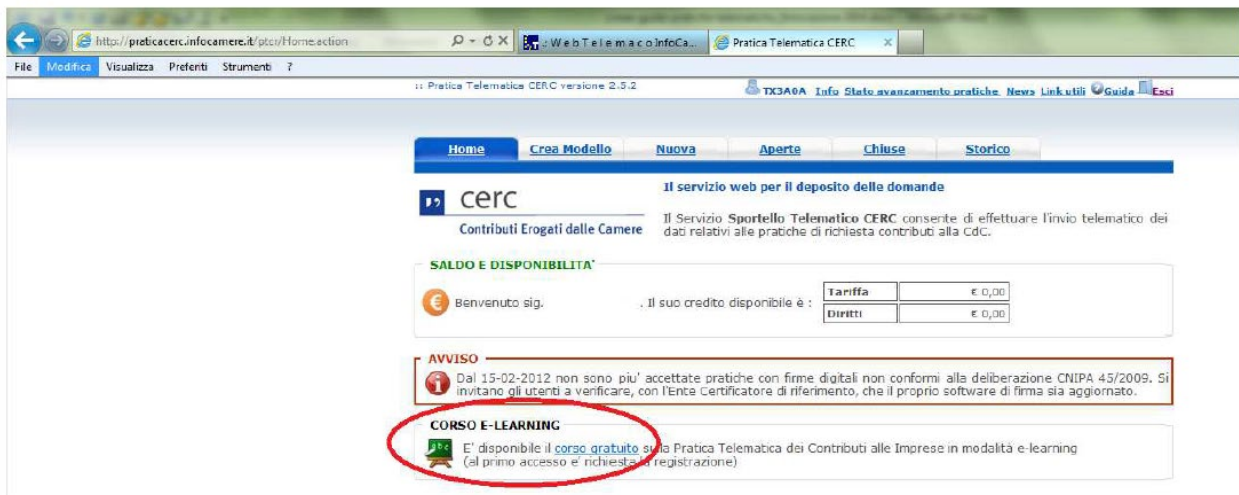 http://praticacerc.infocamere.it/ptcr/Home.action
WebTelemacoInfoCa...
Pratica Telematica CERC
File Modifica Visualizza Preferiti Strumenti ?
:: Pratica Telematica CERC versione 2.5.2
TX3A0A Info Stato avanzamento pratiche News Link utili Guida Esci
Home Crea Modello Nuova Aperte Chiuse Storico
Il servizio web per il deposito delle domande
cerc
Contributi Erogati dalle Camere
Il Servizio Sportello Telematico CERC consente di effettuare l'invio telematico dei
dati relativi alle pratiche di richiesta contributi alla CdC.
SALDO E DISPONIBILITA'
Benvenuto sig. . Il suo credito disponibile è :
Tariffa € 0,00
Diritti € 0,00
AVVISO
Dal 15-02-2012 non sono piu' accettate pratiche con firme digitali non conformi alla deliberazione CNIPA 45/2009. Si
invitano gli utenti a verificare, con l'Ente Certificatore di riferimento, che il proprio software di firma sia aggiornato.
CORSO E-LEARNING
abc
E' disponibile il corso gratuito sulla Pratica Telematica dei Contributi alle Imprese in modalità e-learning
(al primo accesso e' richiesta la registrazione)